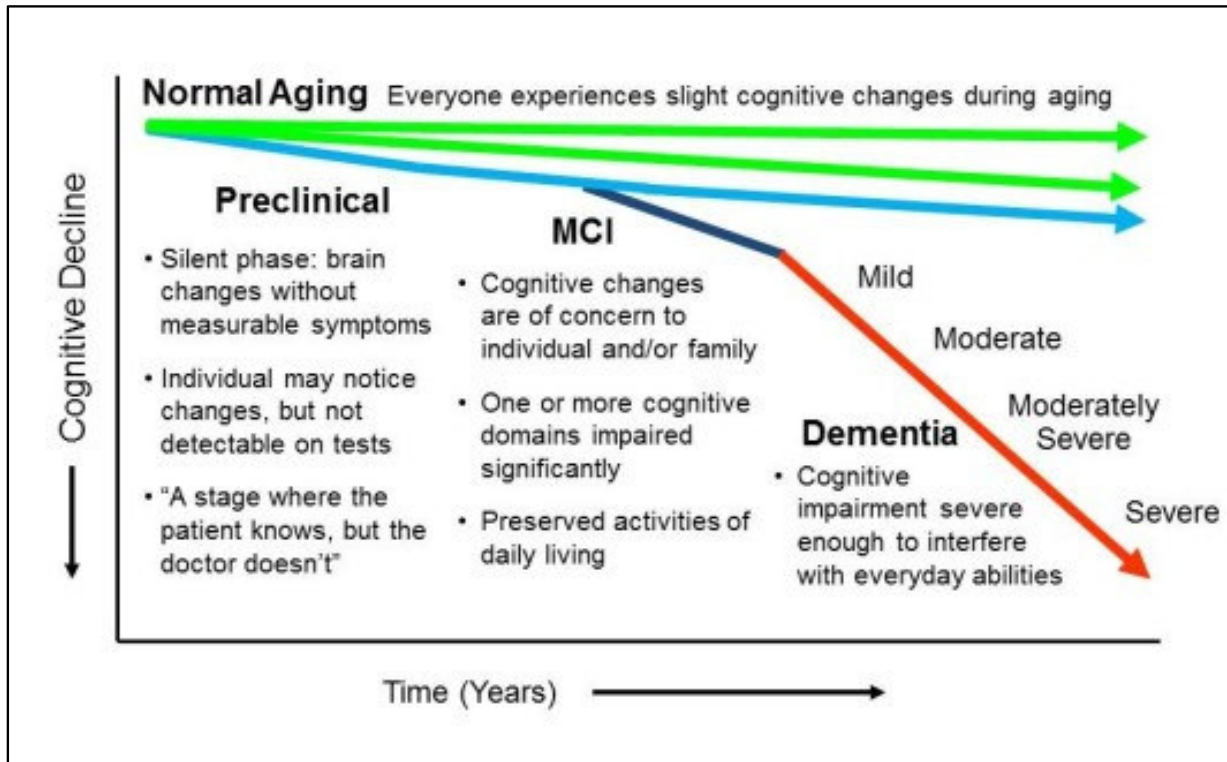 Normal Aging Everyone experiences slight cognitive changes during aging
Cognitive Decline
Preclinical
• Silent phase: brain
changes without
measurable symptoms
• Individual may notice
changes, but not
detectable on tests
• “A stage where the
patient knows, but the
doctor doesn’t”
MCI
• Cognitive changes
are of concern to
individual and/or family
• One or more cognitive
domains impaired
significantly
• Preserved activities of
daily living
Dementia
• Cognitive
impairment severe
enough to interfere
with everyday abilities
Mild
Moderate
Moderately
Severe
Severe
Time (Years)